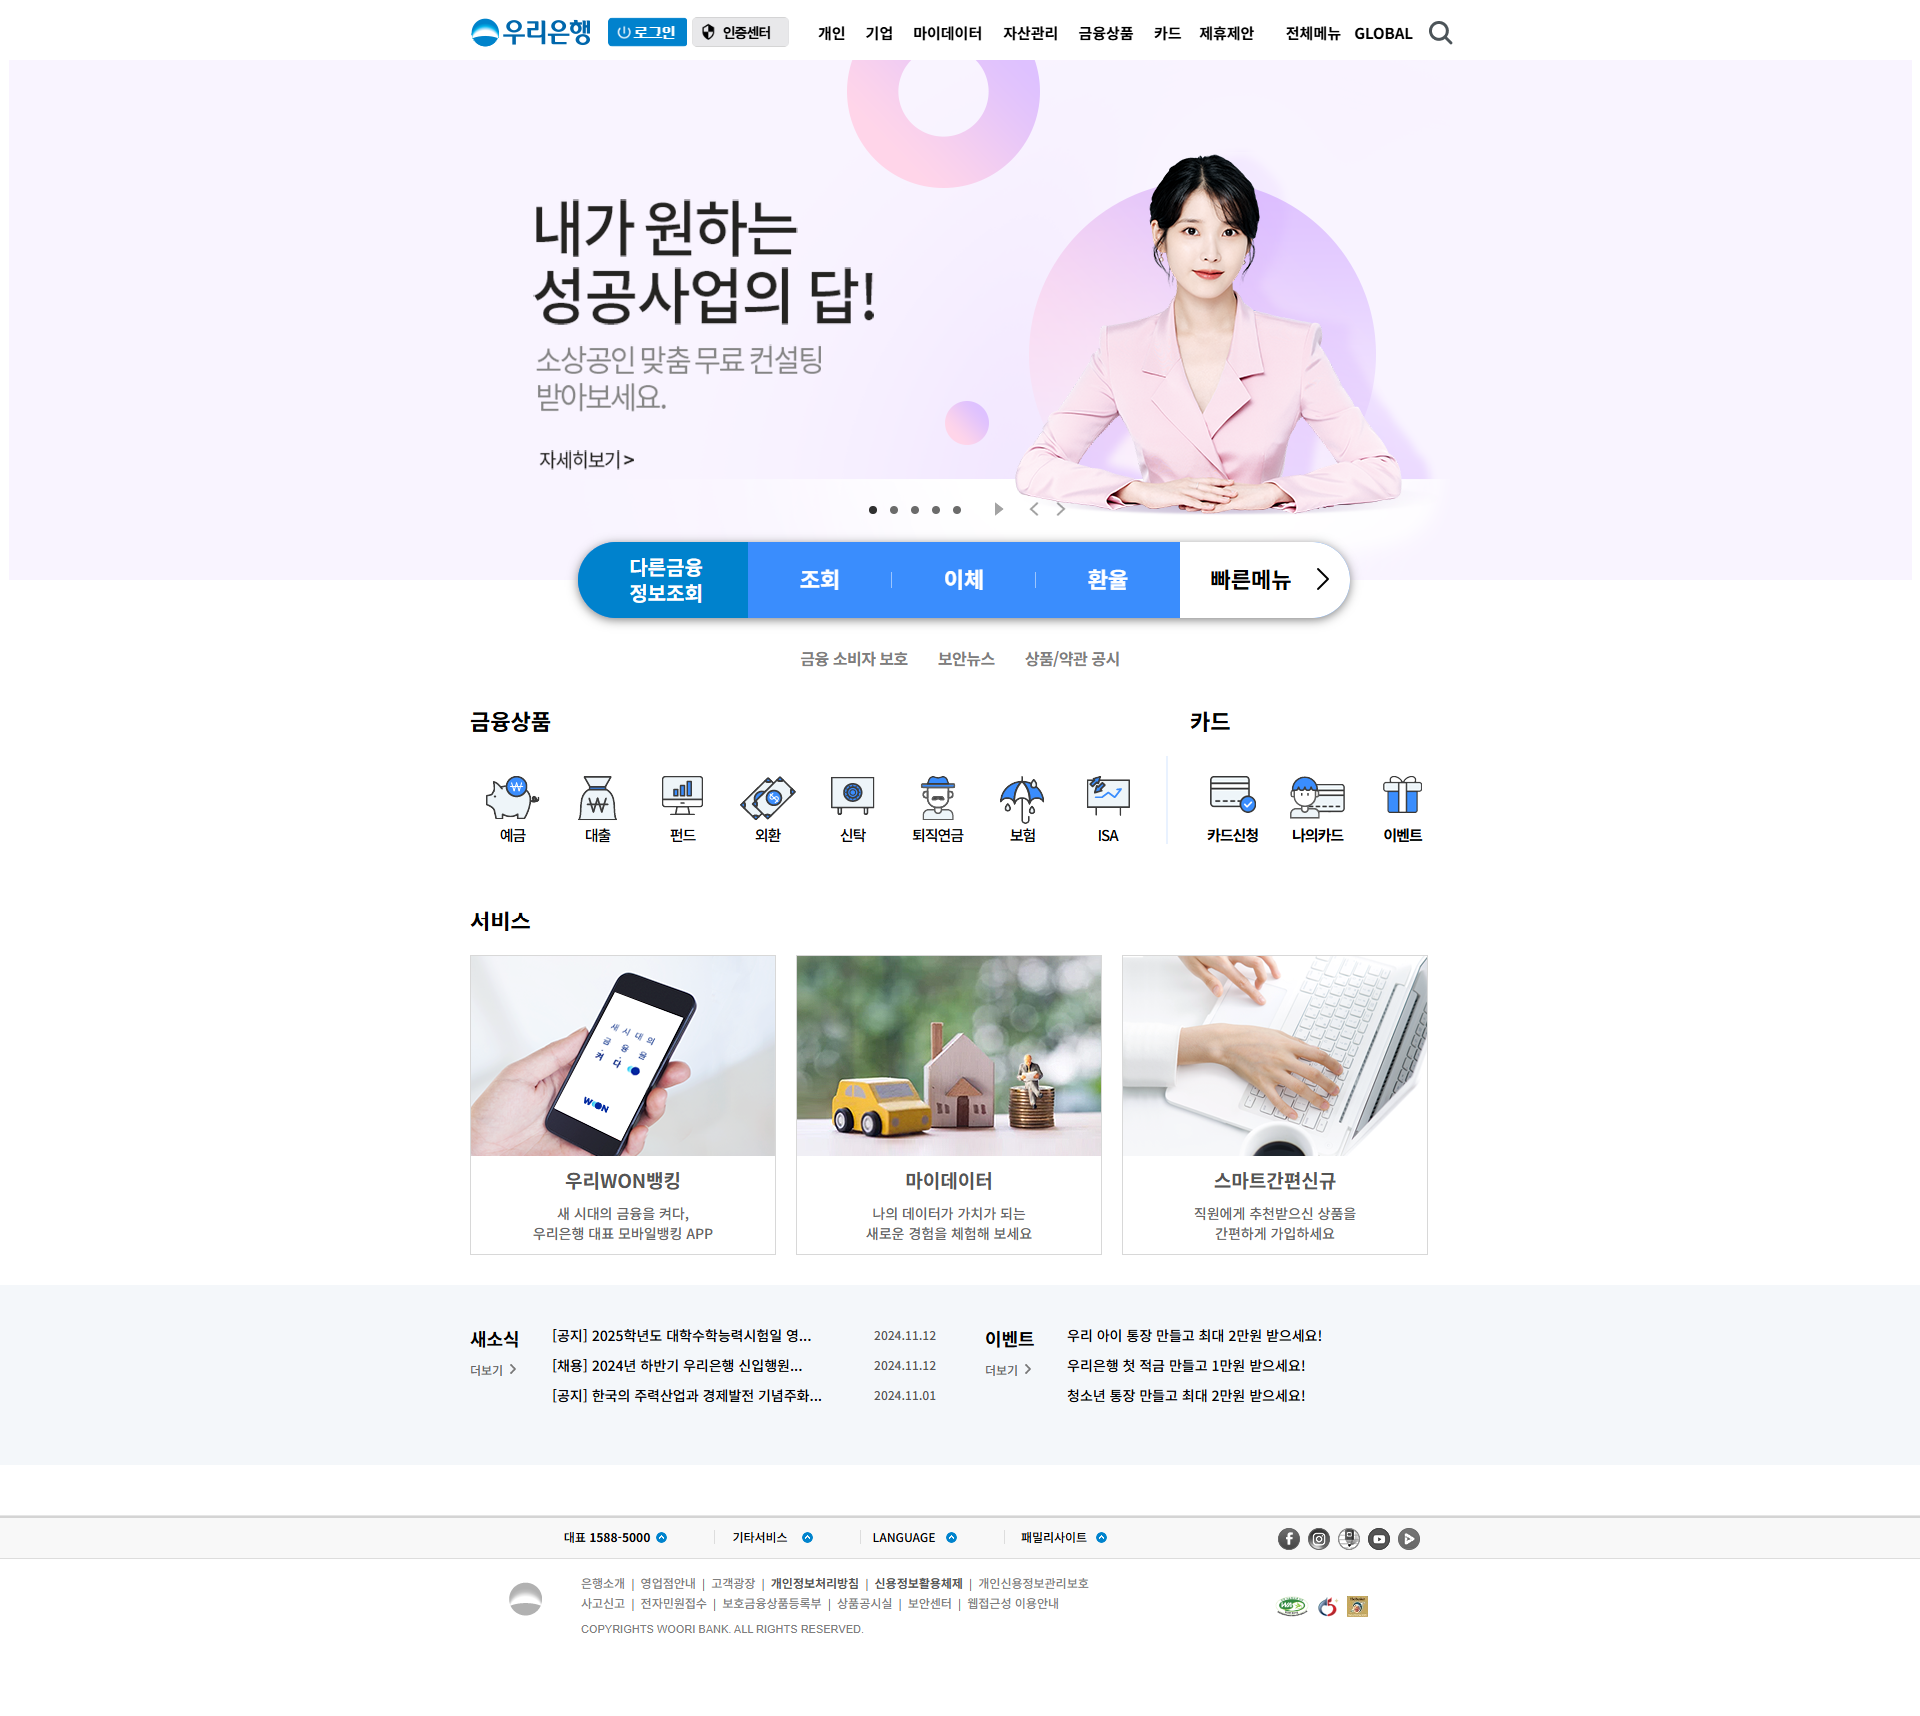 우리은행 로그인 인증센터 개인 기업 마이데이터 자산관리 금융상품 카드 제휴제안 전체메뉴 GLOBAL
내가 원하는
성공사업의 답!
소상공인 맞춤 무료 컨설팅
받아보세요.
자세히보기 >
다른금융
정보조회
조회 이체 환율 빠른메뉴
금융 소비자 보호 보안뉴스 상품/약관 공시
금융상품
예금 대출 펀드 외환 신탁 퇴직연금 보험 ISA
카드
카드신청 나의카드 이벤트
서비스
새 시대의
금융을
켜다
WON
우리WON뱅킹
새 시대의 금융을 켜다,
우리은행 대표 모바일뱅킹 APP
마이데이터
나의 데이터가 가치가 되는
새로운 경험을 체험해 보세요
스마트간편신규
직원에게 추천받으신 상품을
간편하게 가입하세요
새소식
더보기
[공지] 2025학년도 대학수학능력시험일 영... 2024.11.12
[채용] 2024년 하반기 우리은행 신입행원... 2024.11.12
[공지] 한국의 주력산업과 경제발전 기념주화... 2024.11.01
이벤트
더보기
우리 아이 통장 만들고 최대 2만원 받으세요!
우리은행 첫 적금 만들고 1만원 받으세요!
청소년 통장 만들고 최대 2만원 받으세요!
대표 1588-5000 기타서비스 LANGUAGE 패밀리사이트
은행소개 | 영업점안내 | 고객광장 | 개인정보처리방침 | 신용정보활용체제 | 개인신용정보관리보호
사고신고 | 전자민원접수 | 보호금융상품등록부 | 상품공시실 | 보안센터 | 웹접근성 이용안내
COPYRIGHTS WOORI BANK. ALL RIGHTS RESERVED.